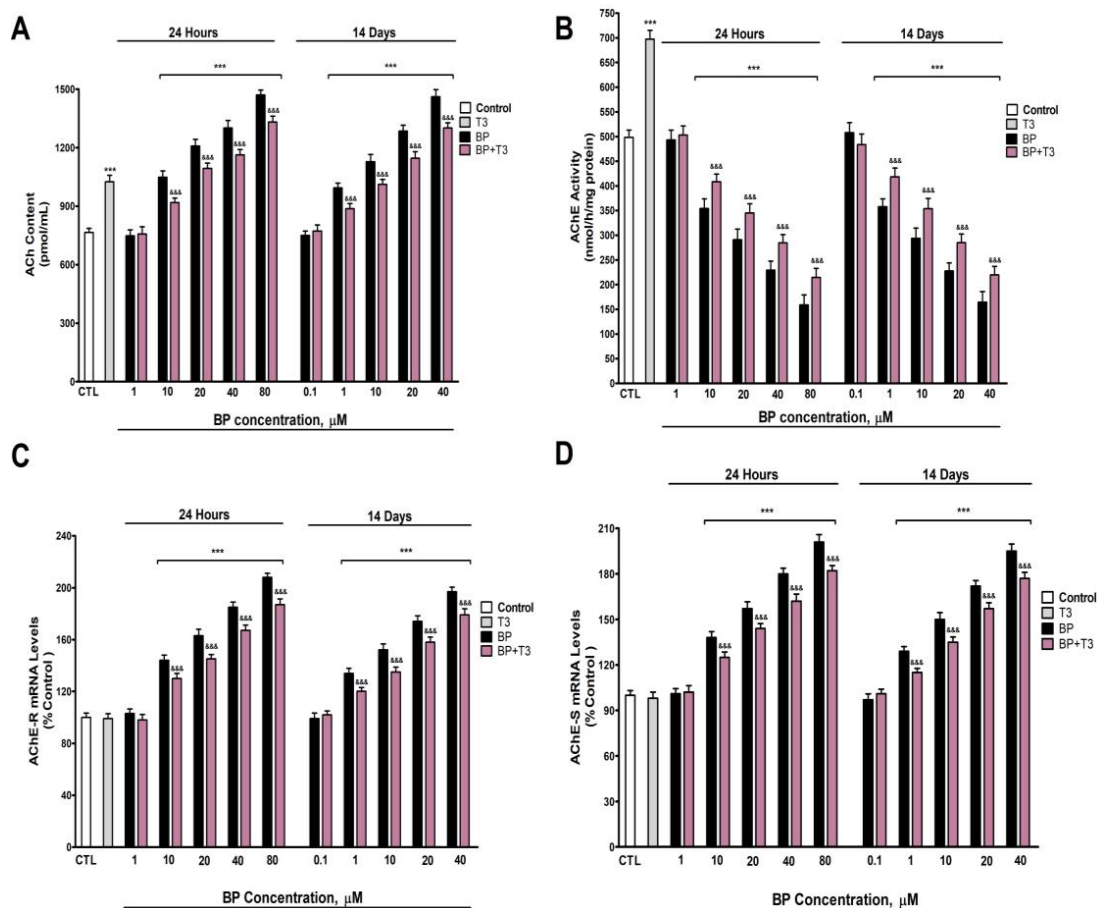 A
24 Hours
14 Days
***
***
***
&&&
&&&
&&&
&&&
&&&
&&&
&&&
&&&
ACh Content
(pmol/mL)
1500
1200
900
600
300
0
Control
T3
BP
BP+T3
CTL
1
10
20
40
80
0.1
1
10
20
40
BP concentration, μM
B
24 Hours
14 Days
***
***
***
&&&
&&&
&&&
&&&
&&&
&&&
&&&
&&&
AChE Activity
(nmol/h/mg protein)
750
700
650
600
550
500
450
400
350
300
250
200
150
100
50
0
Control
T3
BP
BP+T3
CTL
1
10
20
40
80
0.1
1
10
20
40
BP concentration, μM
C
24 Hours
14 Days
***
***
&&&
&&&
&&&
&&&
&&&
&&&
&&&
&&&
AChE-R mRNA Levels
(% Control )
240
200
160
120
80
40
0
Control
T3
BP
BP+T3
CTL
1
10
20
40
80
0.1
1
10
20
40
BP Concentration, μM
D
24 Hours
14 Days
***
***
&&&
&&&
&&&
&&&
&&&
&&&
&&&
&&&
AChE-S mRNA Levels
(% Control )
210
180
150
120
90
60
30
0
Control
T3
BP
BP+T3
CTL
1
10
20
40
80
0.1
1
10
20
40
BP Concentration, μM